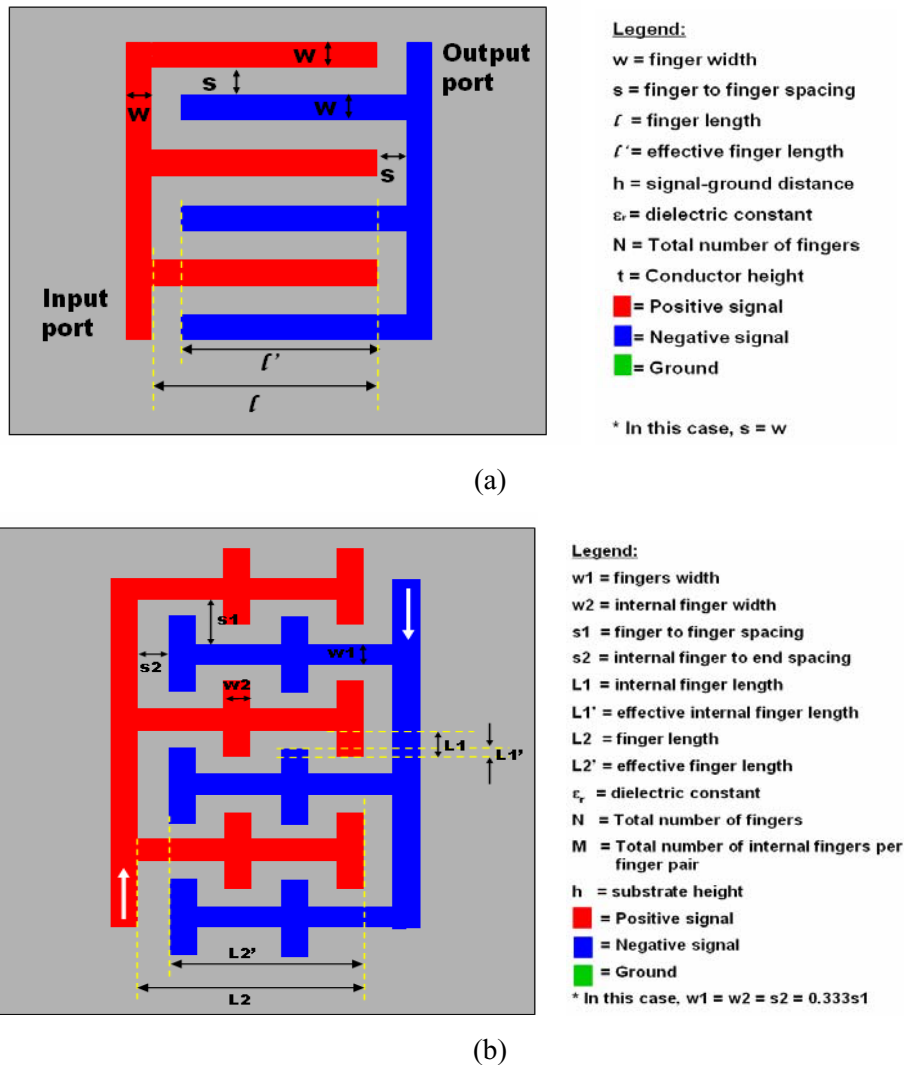 w
Output
port
s
w
w
s
Input
port
ℓ'
ℓ
Legend:
w = finger width
s = finger to finger spacing
ℓ = finger length
ℓ'= effective finger length
h = signal-ground distance
εr= dielectric constant
N = Total number of fingers
t = Conductor height
= Positive signal
= Negative signal
= Ground
* In this case, s = w
(a)
s1
s2
w1
w2
L1
L1'
L2'
L2
Legend:
w1 = fingers width
w2 = internal finger width
s1 = finger to finger spacing
s2 = internal finger to end spacing
L1 = internal finger length
L1' = effective internal finger length
L2 = finger length
L2' = effective finger length
εr = dielectric constant
N = Total number of fingers
M = Total number of internal fingers per
finger pair
h = substrate height
= Positive signal
= Negative signal
= Ground
* In this case, w1 = w2 = s2 = 0.333s1
(b)